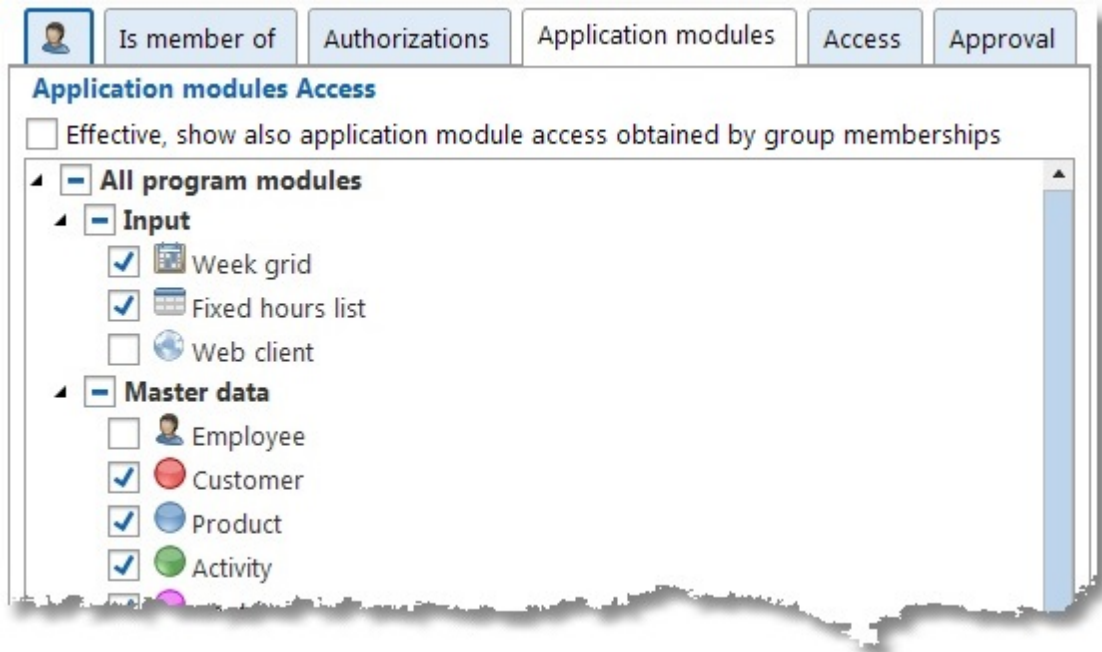 Is member of Authorizations Application modules Access Approval
Application modules Access
Effective, show also application module access obtained by group memberships
All program modules
Input
Week grid
Fixed hours list
Web client
Master data
Employee
Customer
Product
Activity